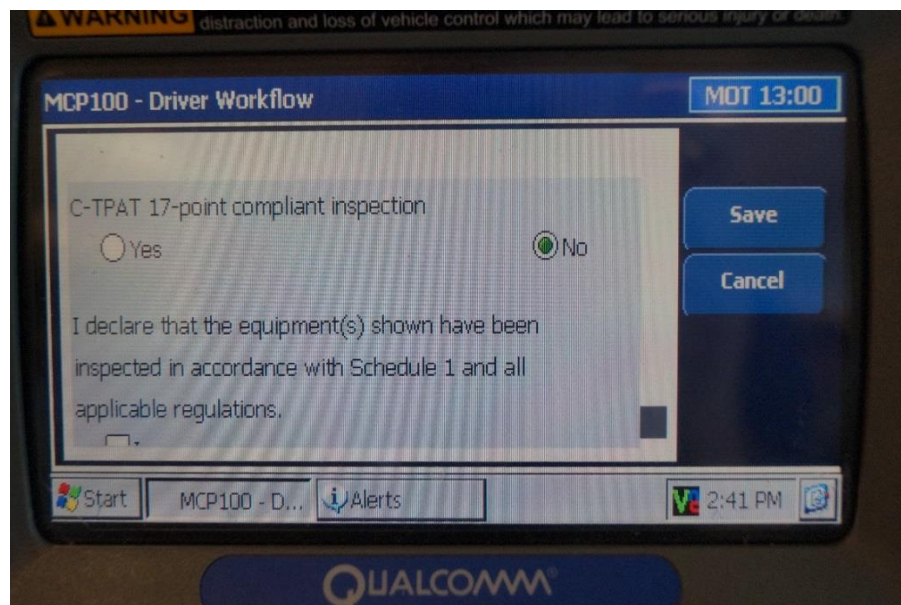 WARNING
distraction and loss of vehicle control which may lead to serious injury or death.
MCP100 - Driver Workflow
MOT 13:00
C-TPAT 17-point compliant inspection
Yes
No
Save
Cancel
I declare that the equipment(s) shown have been
inspected in accordance with Schedule 1 and all
applicable regulations.
Start
MCP100 - D...
Alerts
2:41 PM
QUALCOMM®